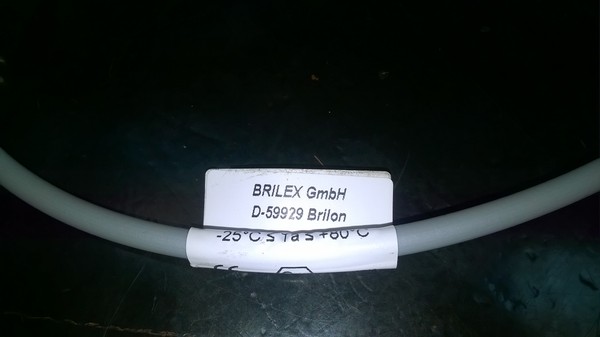 BRILEX GmbH
D-59929 Brilon
-25°C ≤ Ta ≤ +60°C